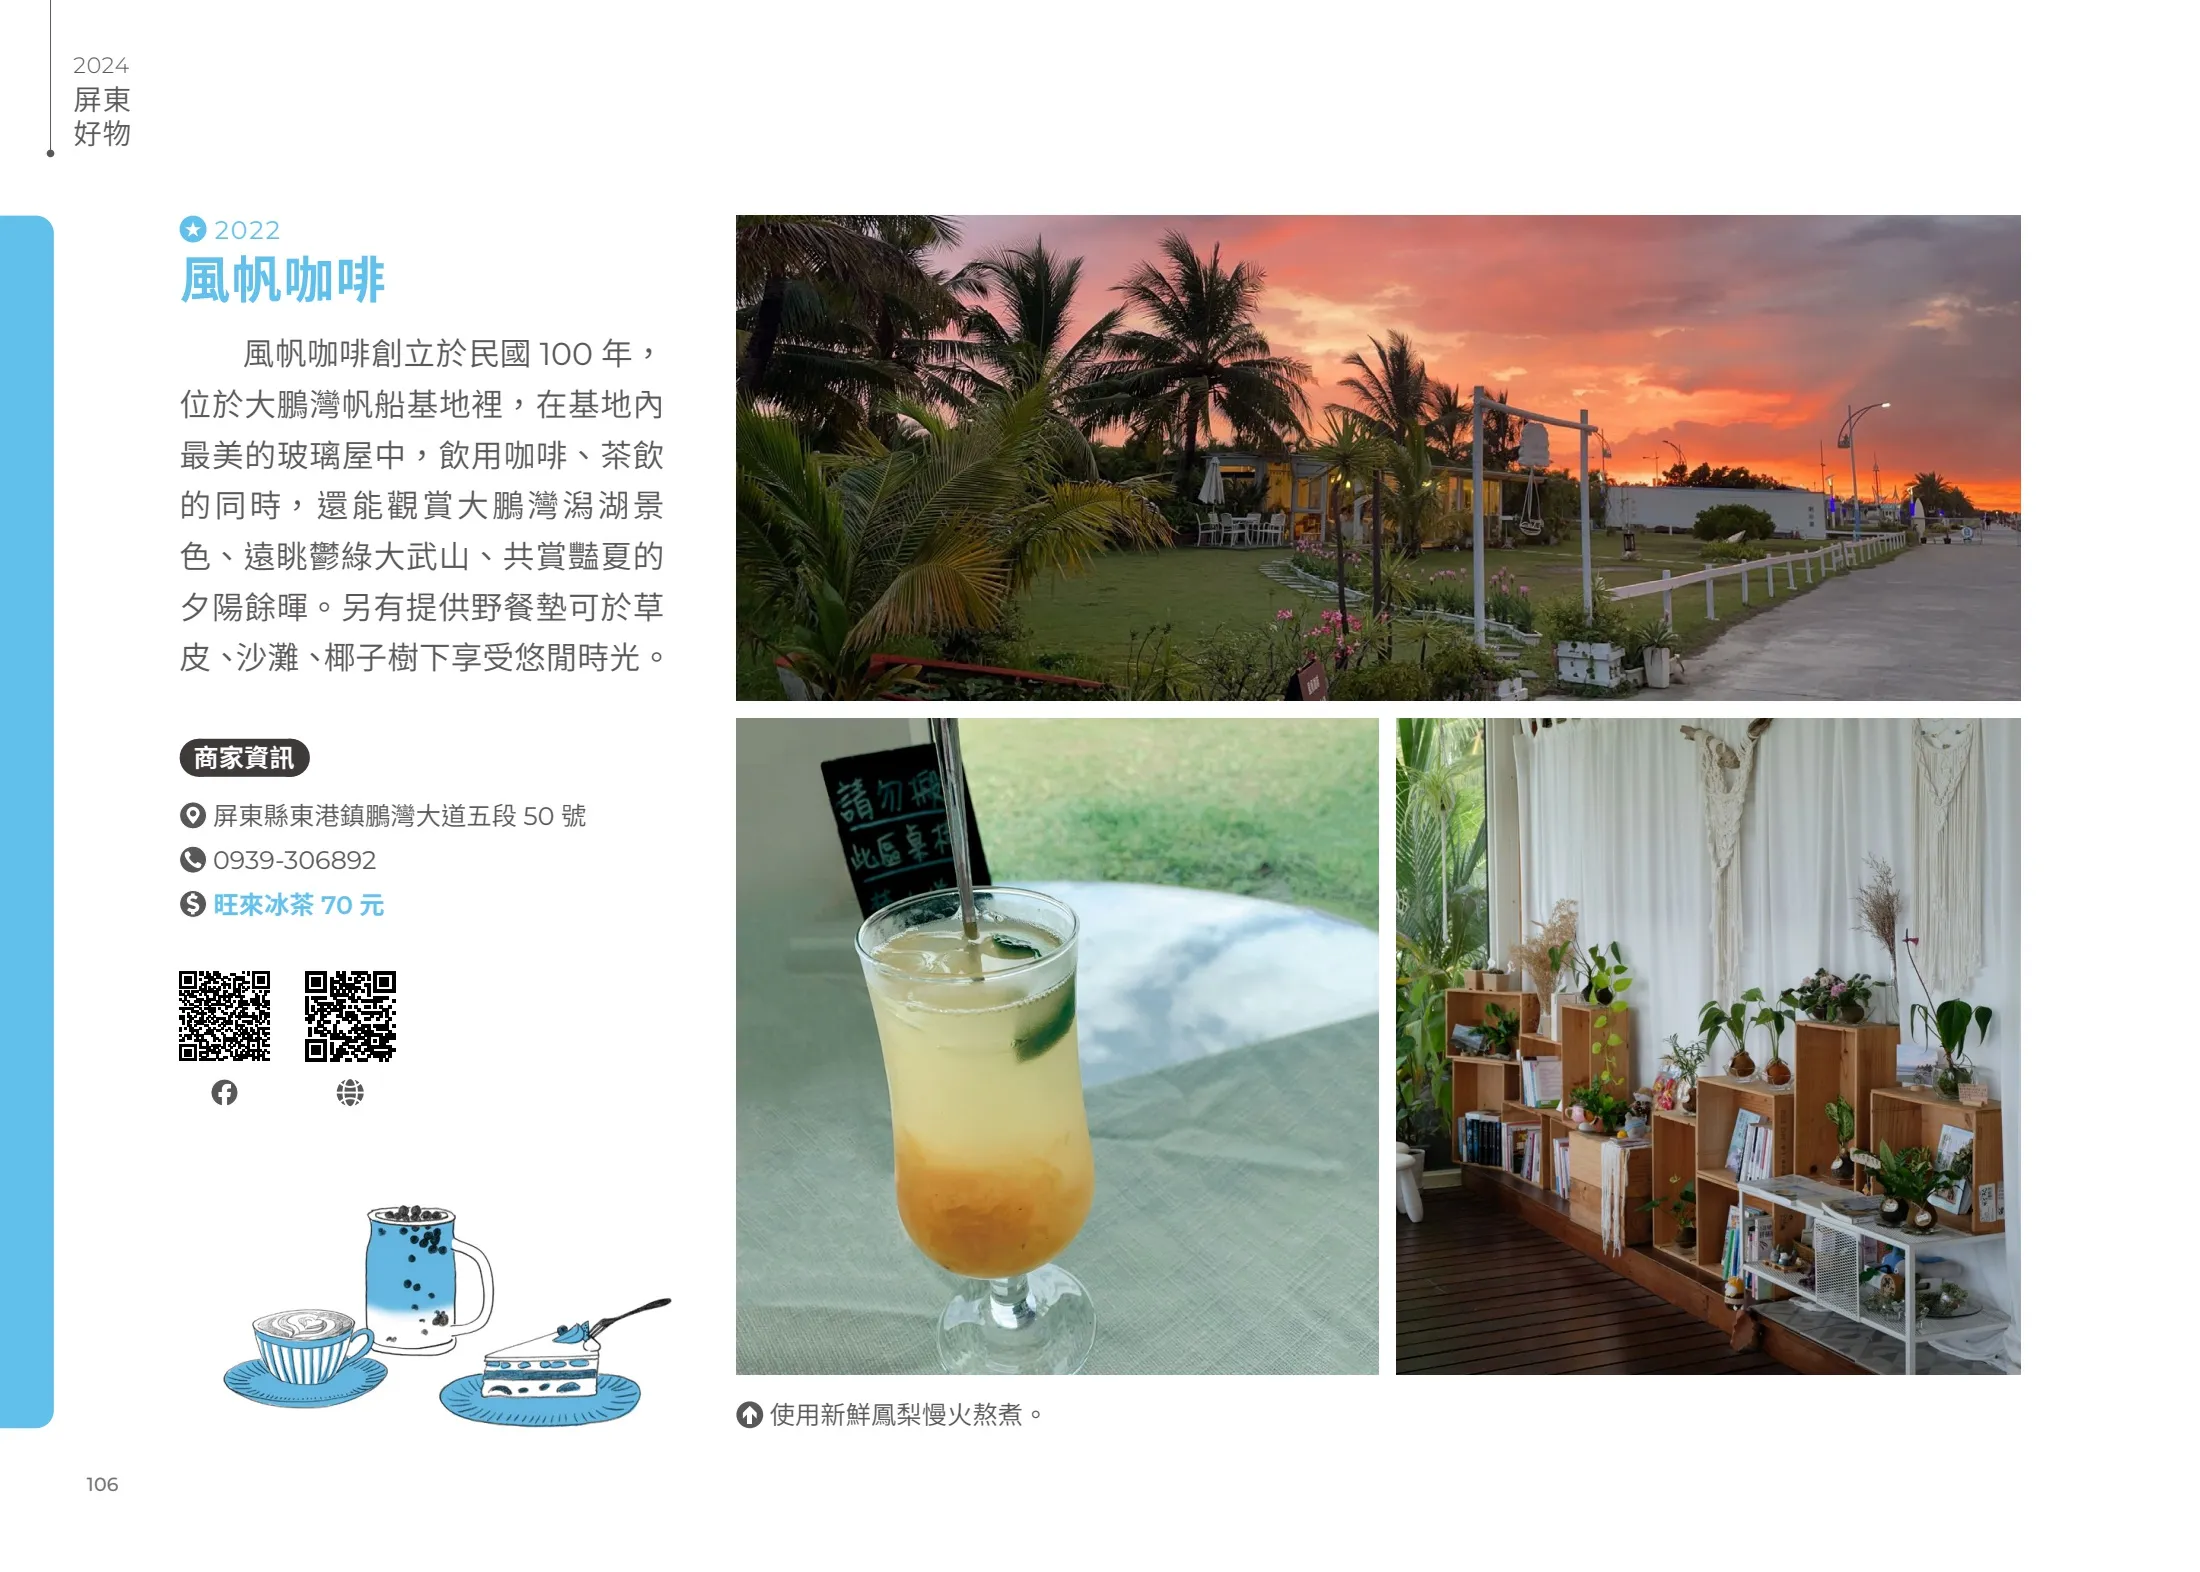 2024
屏東
好物
2022
風帆咖啡
風帆咖啡創立於民國 100 年，
位於大鵬灣帆船基地裡，在基地內
最美的玻璃屋中，飲用咖啡、茶飲
的同時，還能觀賞大鵬灣潟湖景
色、遠眺鬱綠大武山、共賞豔夏的
夕陽餘暉。另有提供野餐墊可於草
皮、沙灘、椰子樹下享受悠閒時光。
商家資訊
屏東縣東港鎮鵬灣大道五段 50 號
0939-306892
旺來冰茶 70 元
請勿搬
此區桌椅
使用新鮮鳳梨慢火熬煮。
106